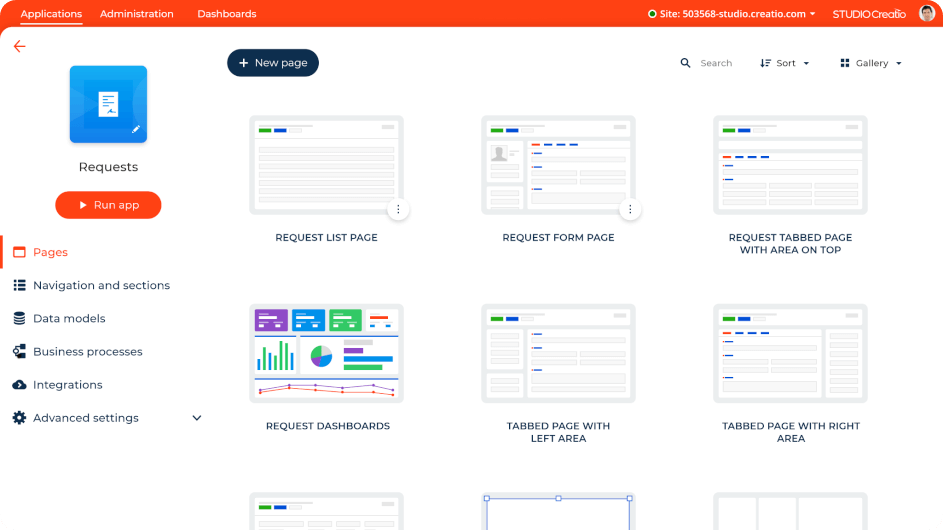 Applications Administration Dashboards Site: 503568-studio.creatio.com STUDIO Creatio
New page Search Sort Gallery
Requests
Run app
Pages
Navigation and sections
Data models
Business processes
Integrations
Advanced settings
REQUEST LIST PAGE
REQUEST FORM PAGE
REQUEST TABBED PAGE
WITH AREA ON TOP
REQUEST DASHBOARDS
TABBED PAGE WITH
LEFT AREA
TABBED PAGE WITH RIGHT
AREA